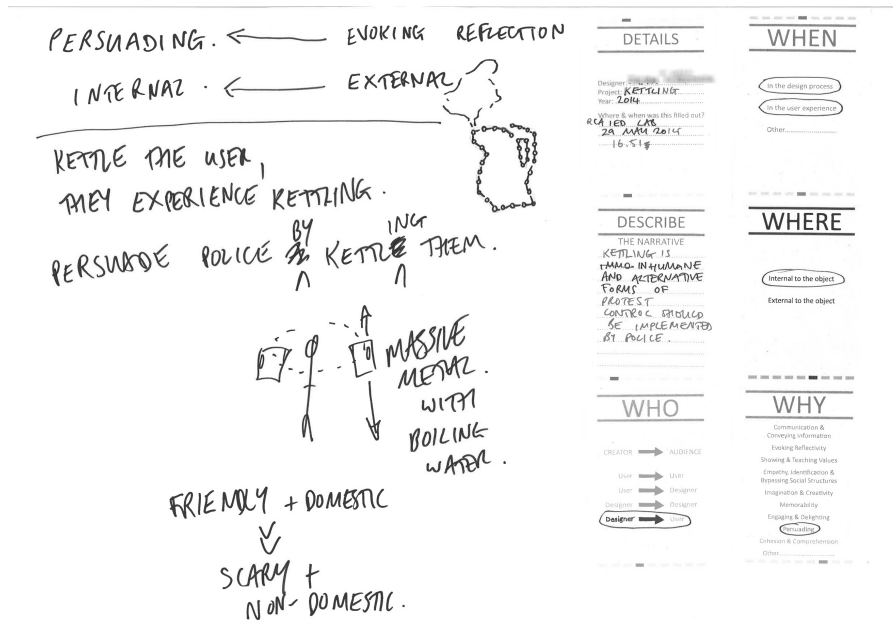 PERSUADING. EVOKING REFLECTION
INTERNAL. EXTERNAL
KETTLE THE USER,
THEY EXPERIENCE KETTLING.
BY ING
PERSUADE POLICE KETTLE THEM.
MASSIVE
METAL
WITH
BOILING
WATER.
FRIENDLY + DOMESTIC
SCARY +
NON-DOMESTIC.
DETAILS
Designer:
Project: KETTLING
Year: 2014
Where & when was this filled out?
RCA IED LAB
29 MAY 2014
16.51
DESCRIBE
THE NARRATIVE
KETTLING IS
IMMO INHUMANE
AND ALTERNATIVE
FORMS OF
PROTEST
CONTROL SHOULD
BE IMPLEMENTED
BY POLICE.
WHO
CREATOR AUDIENCE
User User
User Designer
Designer Designer
Designer User
WHEN
In the design process
In the user experience
Other
WHERE
Internal to the object
External to the object
WHY
Communication &
Conveying information
Evoking Reflectivity
Showing & Teaching Values
Empathy, Identification &
Bypassing Social Structures
Imagination & Creativity
Memorability
Engaging & Delighting
Persuading
Cohesion & Comprehension
Other